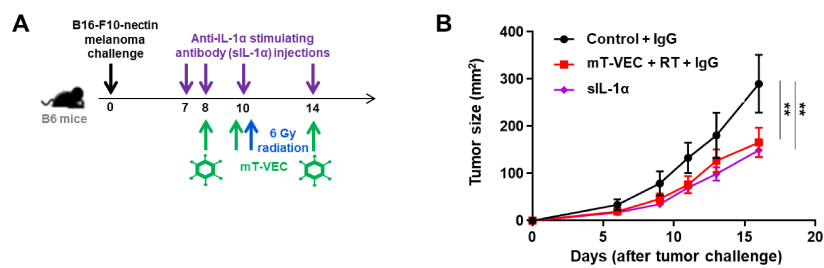 A
B16-F10-nectin
melanoma
challenge
Anti-IL-1α stimulating
antibody (sIL-1α) injections
0
7
8
10
14
B6 mice
6 Gy
radiation
mT-VEC
B
Tumor size (mm²)
400
300
200
100
0
Control + IgG
mT-VEC + RT + IgG
sIL-1α
**
**
0
5
10
15
20
Days (after tumor challenge)